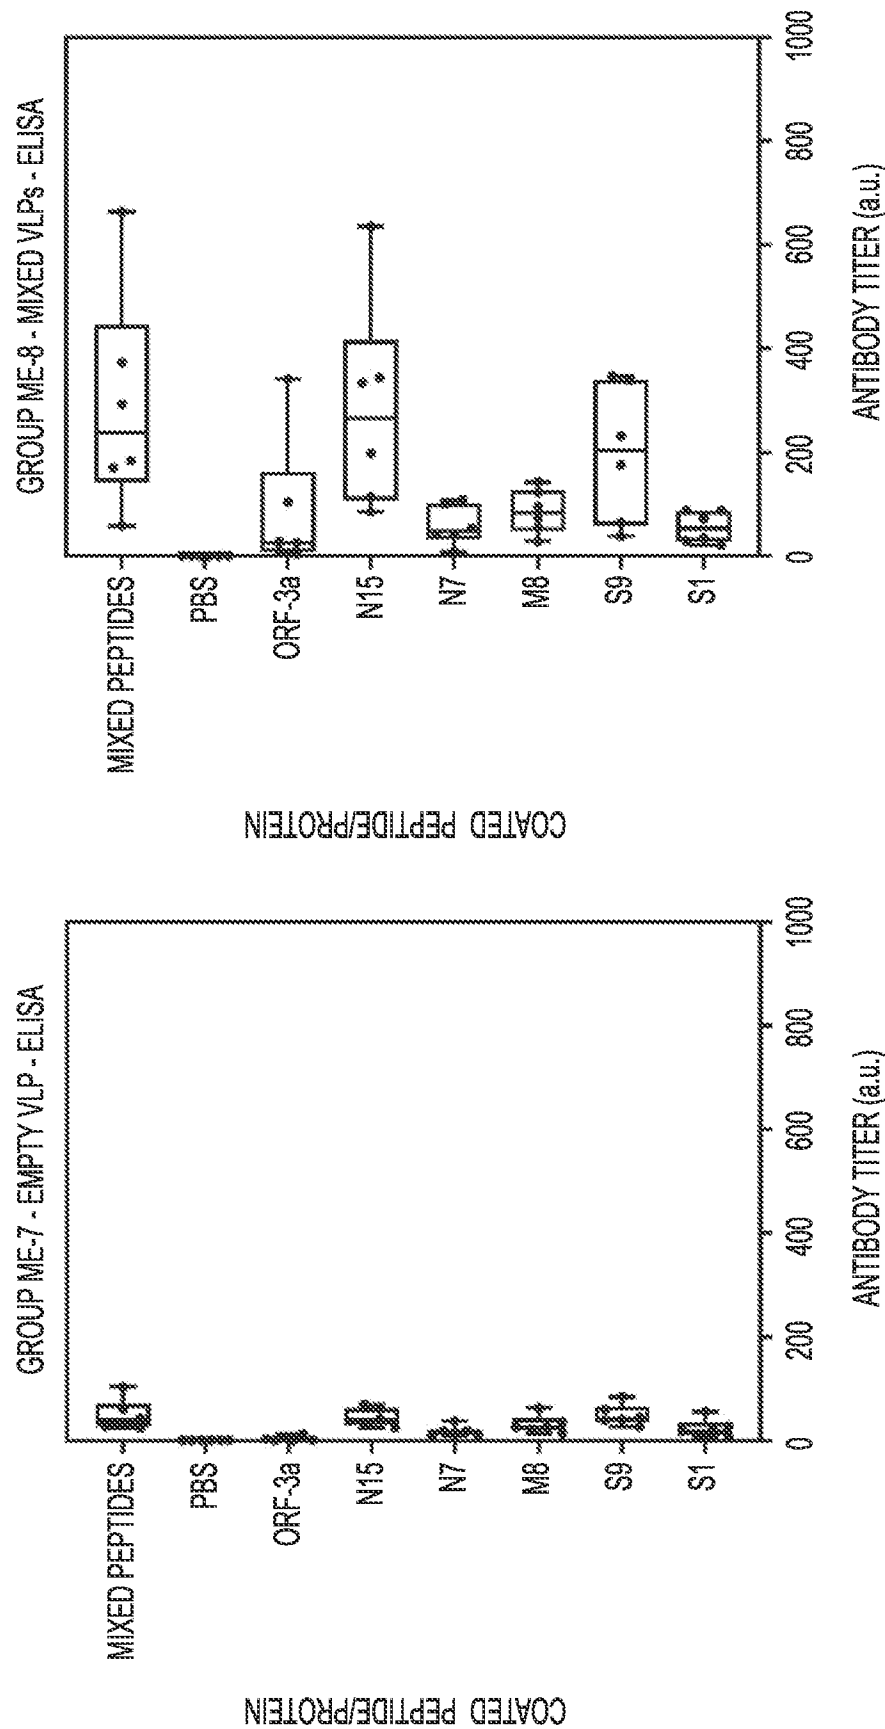 GROUP ME-7 - EMPTY VLP - ELISA
COATED PEPTIDE/PROTEIN
MIXED PEPTIDES
PBS
ORF-3a
N15
N7
M8
S9
S1
0
200
400
600
800
1000
ANTIBODY TITER (a.u.)
GROUP ME-8 - MIXED VLPs - ELISA
COATED PEPTIDE/PROTEIN
MIXED PEPTIDES
PBS
ORF-3a
N15
N7
M8
S9
S1
0
200
400
600
800
1000
ANTIBODY TITER (a.u.)